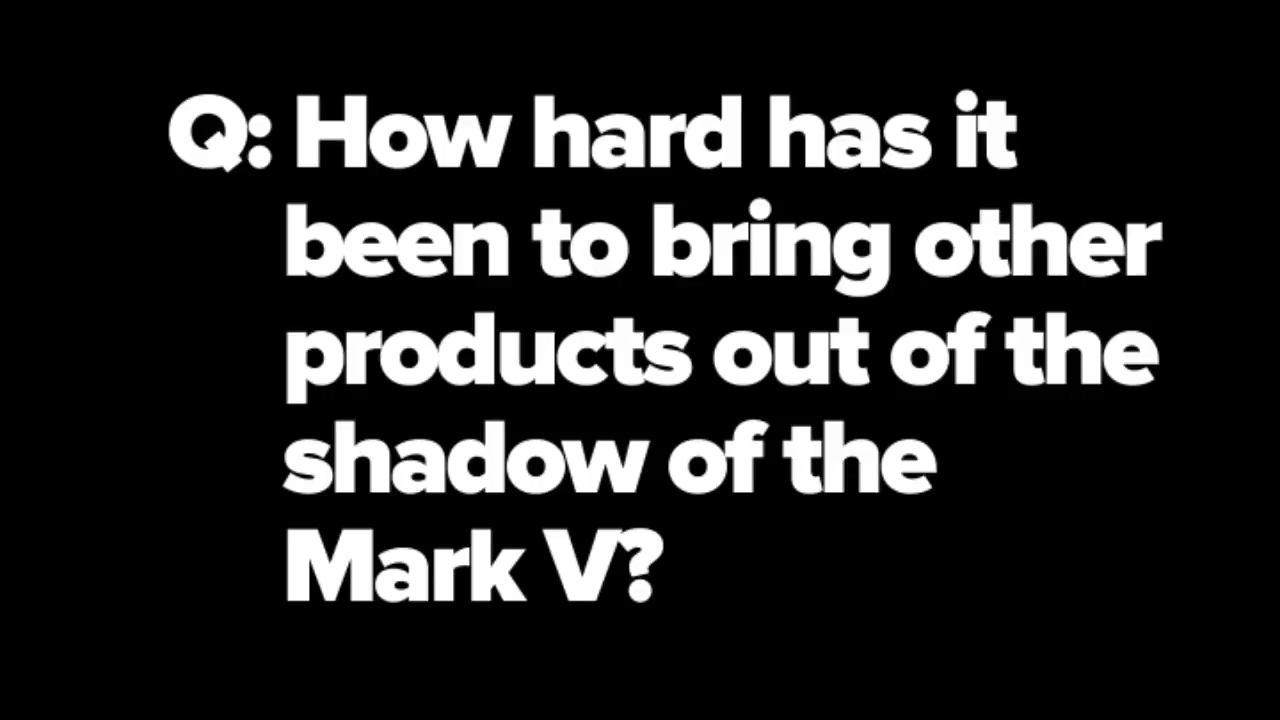 Q: How hard has it
been to bring other
products out of the
shadow of the
Mark V?